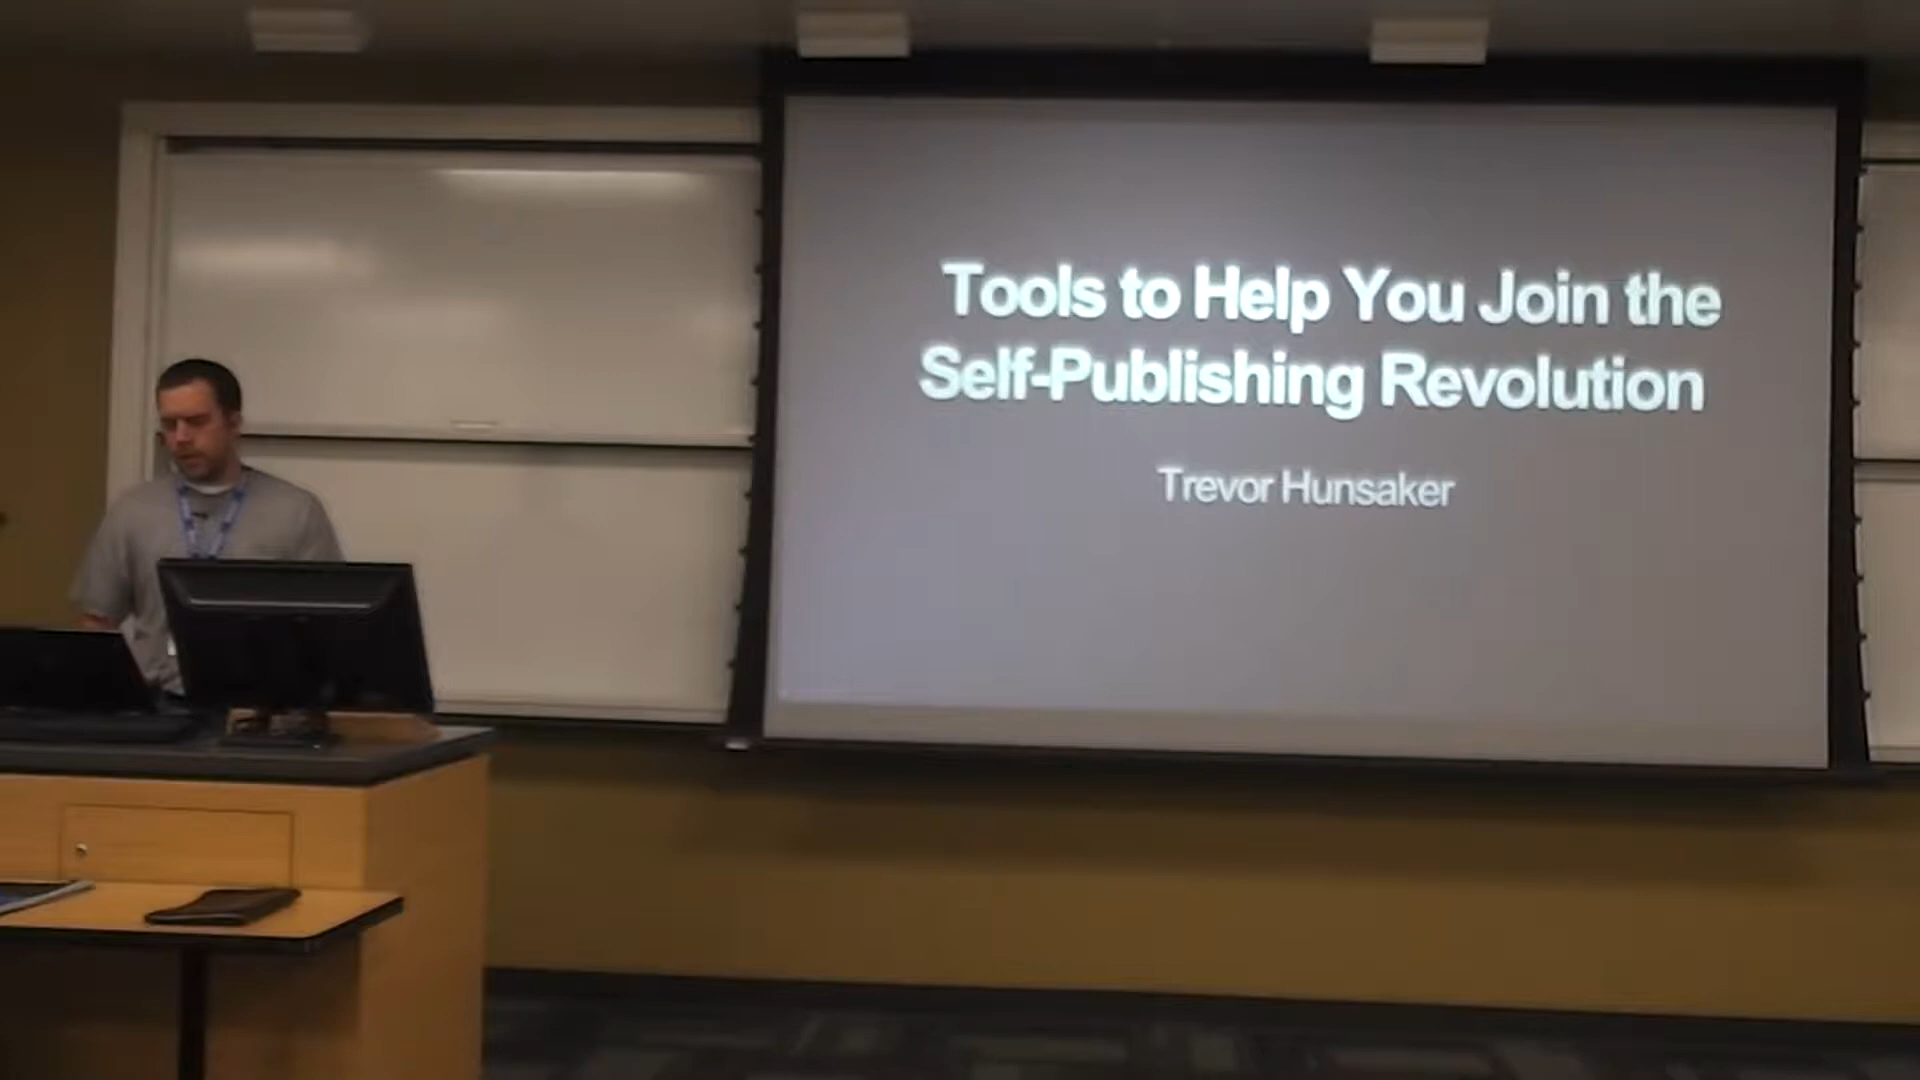 Tools to Help You Join the
Self-Publishing Revolution
Trevor Hunsaker